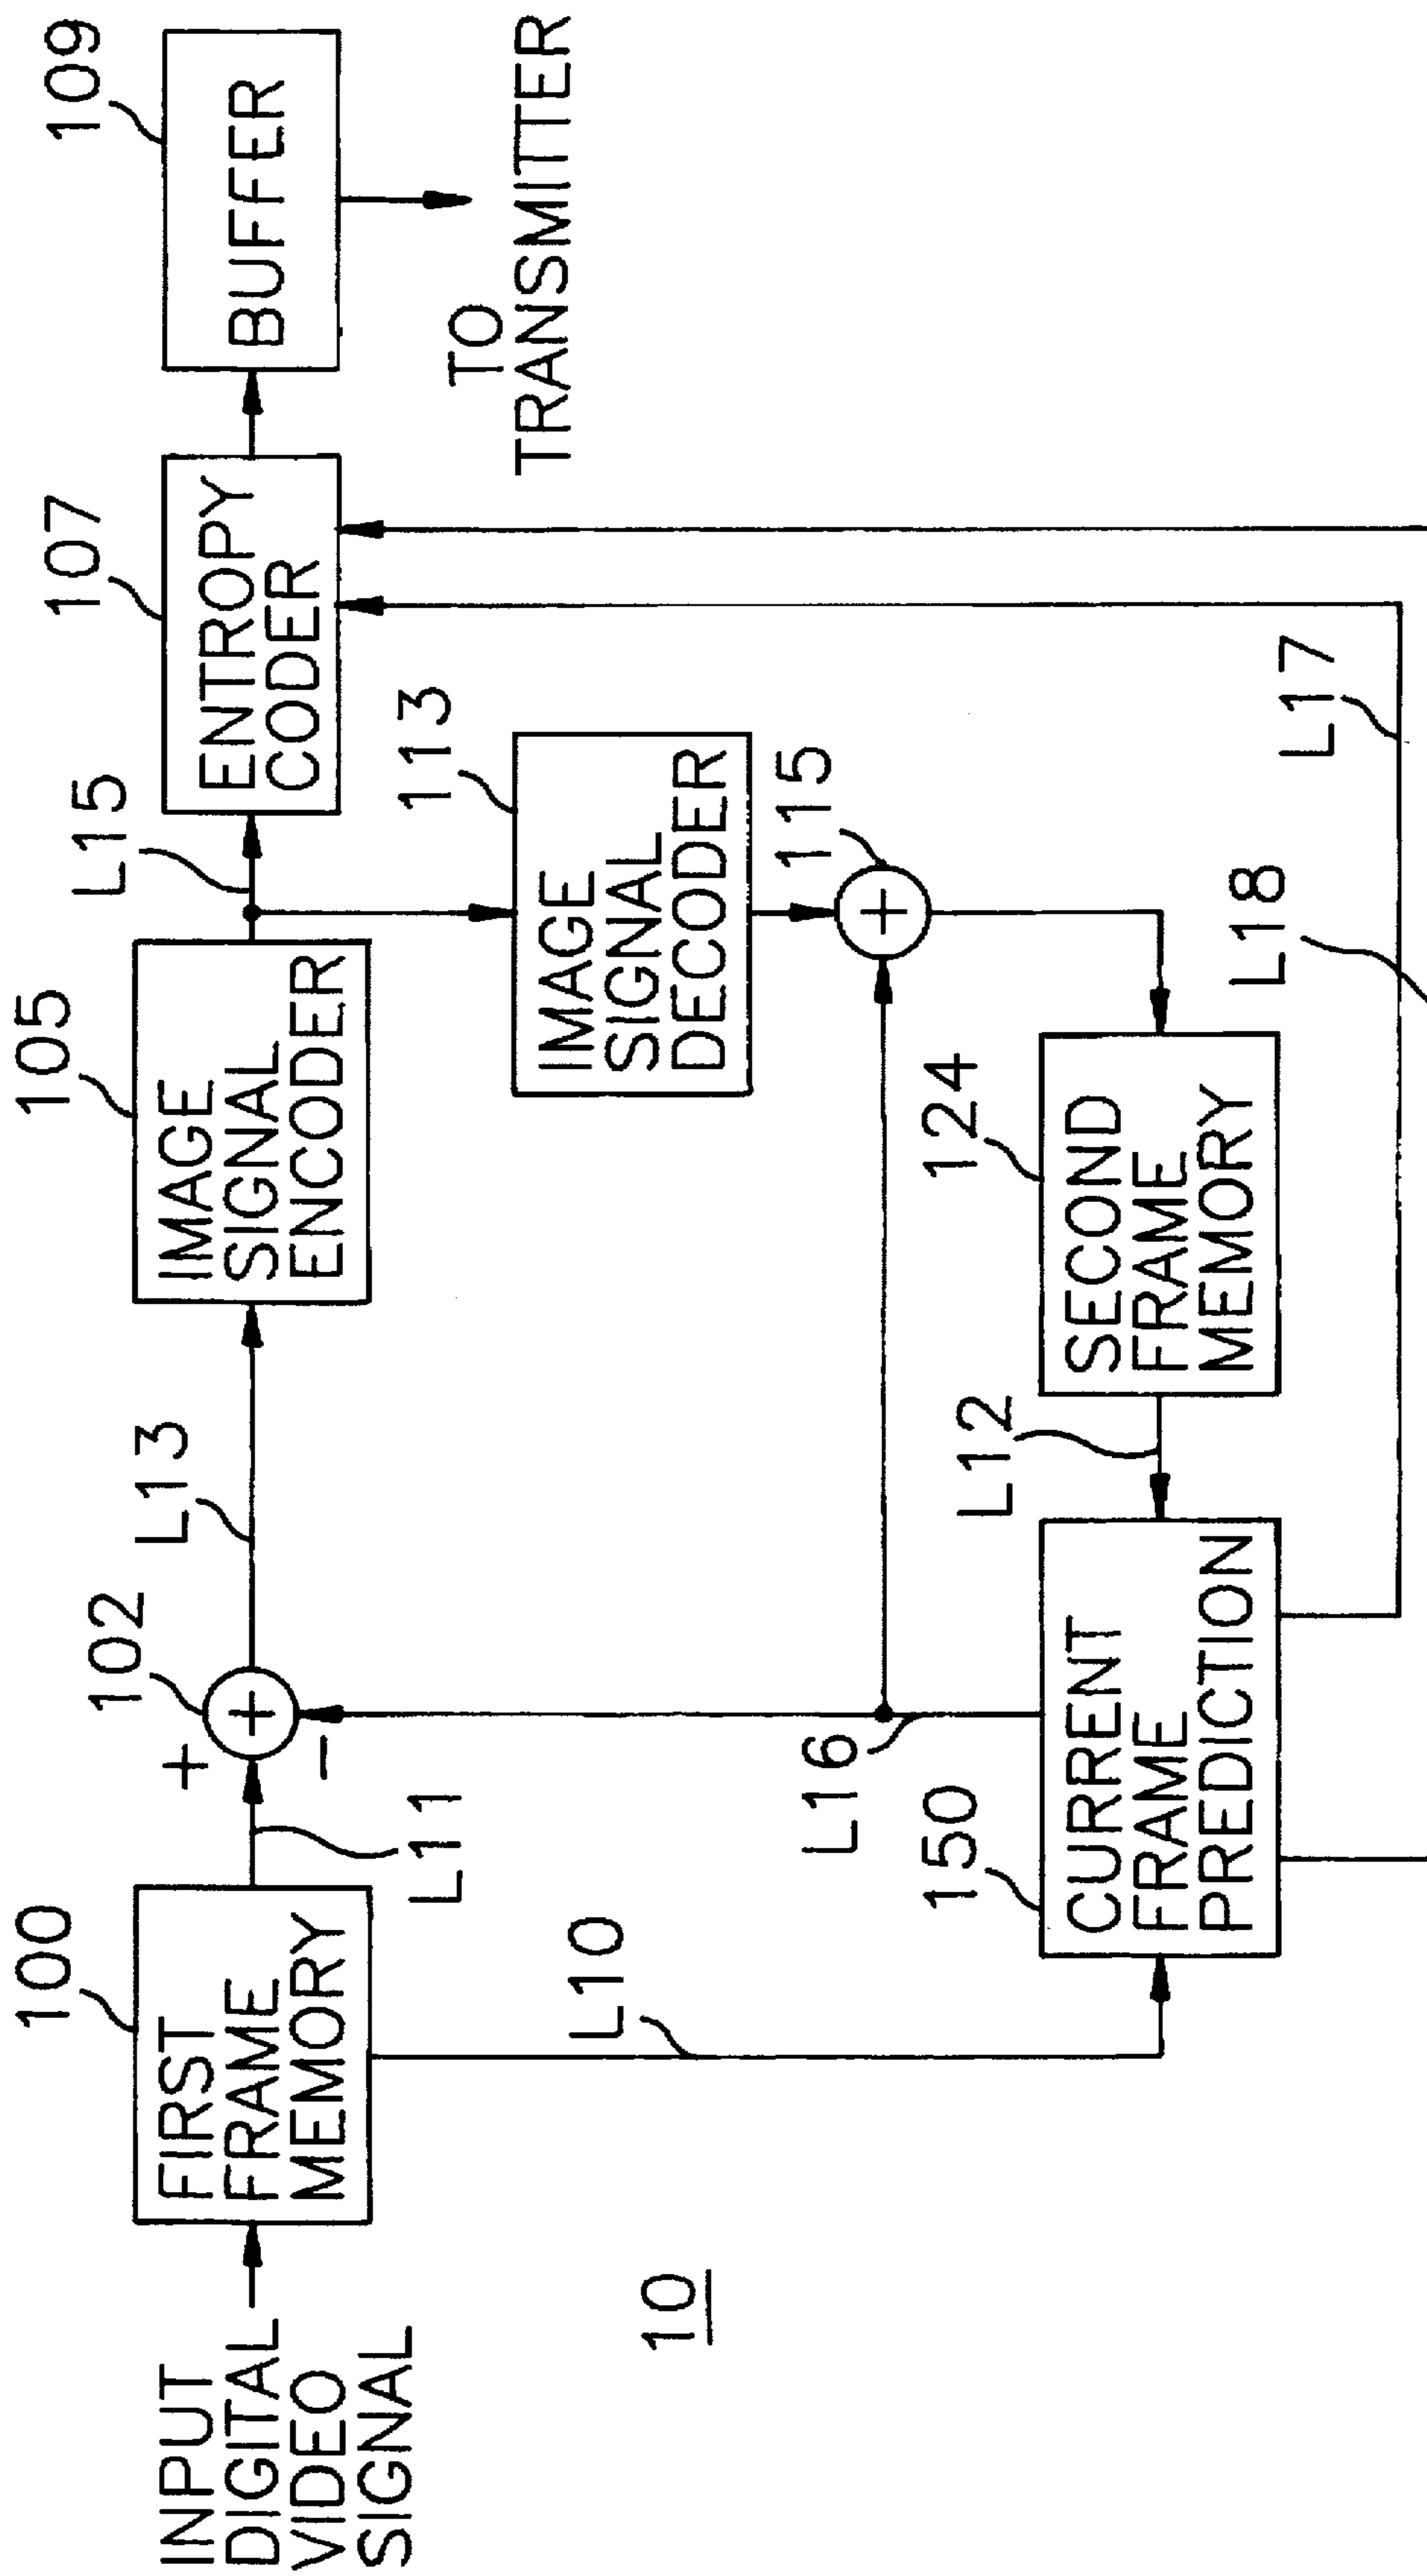 100
105
107
109
INPUT
DIGITAL
VIDEO
SIGNAL
FIRST
FRAME
MEMORY
+
102
+
-
L11
L13
IMAGE
SIGNAL
ENCODER
L15
ENTROPY
CODER
BUFFER
TO
TRANSMITTER
113
IMAGE
SIGNAL
DECODER
115
+
L10
L16
10
150
CURRENT
FRAME
PREDICTION
L12
124
SECOND
FRAME
MEMORY
L18
L17